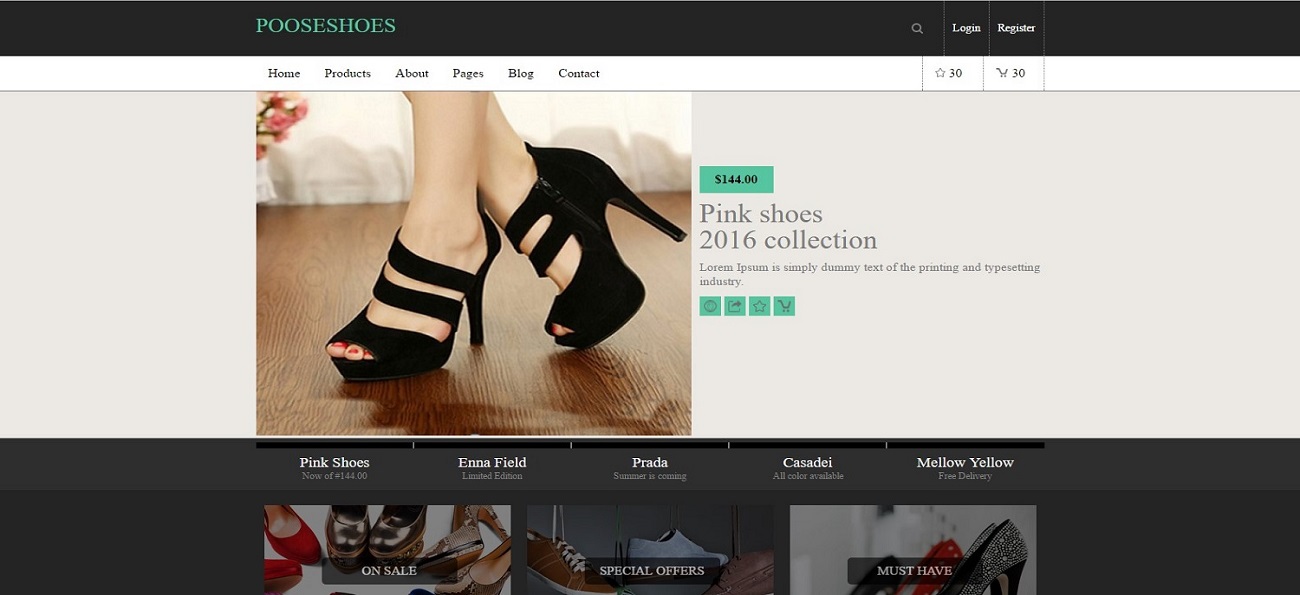 POOSESHOES
Login
Register
Home
Products
About
Pages
Blog
Contact
30
30
$144.00
Pink shoes
2016 collection
Lorem Ipsum is simply dummy text of the printing and typesetting
industry.
Pink Shoes
Enna Field
Prada
Casadei
Mellow Yellow
Now of #144.00
Limited Edition
Summer is coming
All color available
Free Delivery
ON SALE
SPECIAL OFFERS
MUST HAVE